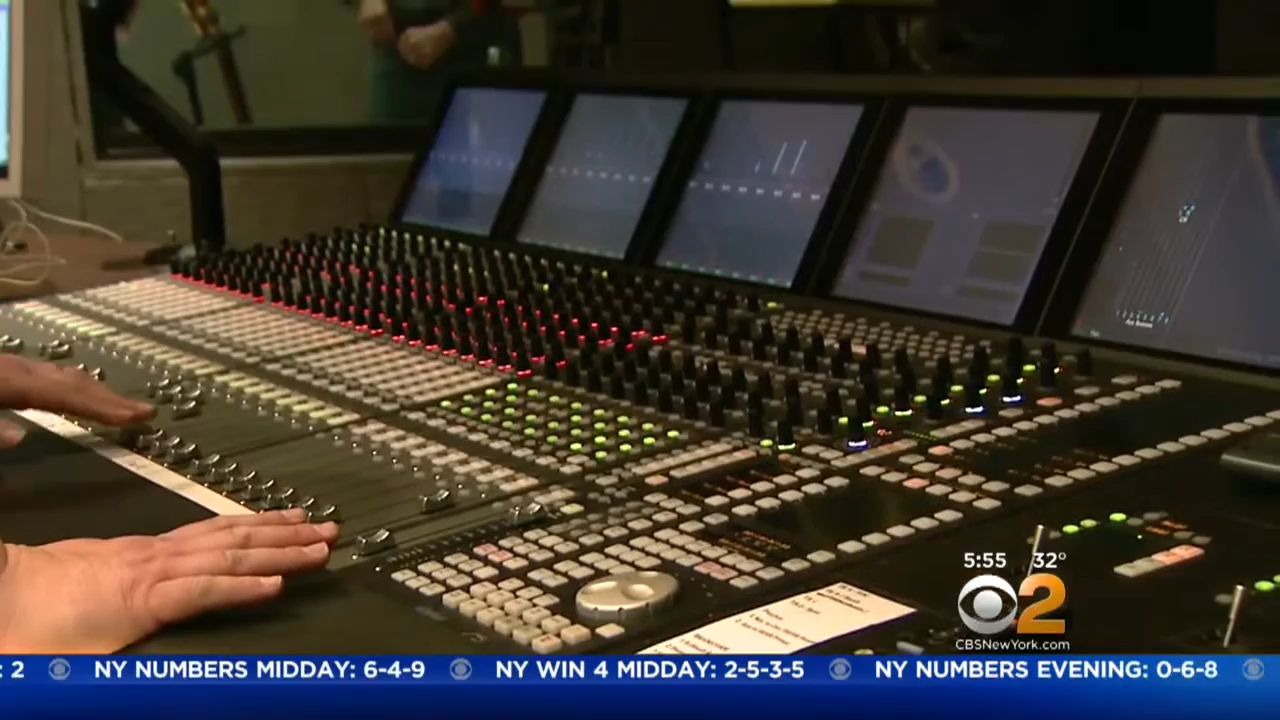 5:55 32°
2
CBSNewYork.com
: 2 NY NUMBERS MIDDAY: 6-4-9 NY WIN 4 MIDDAY: 2-5-3-5 NY NUMBERS EVENING: 0-6-8